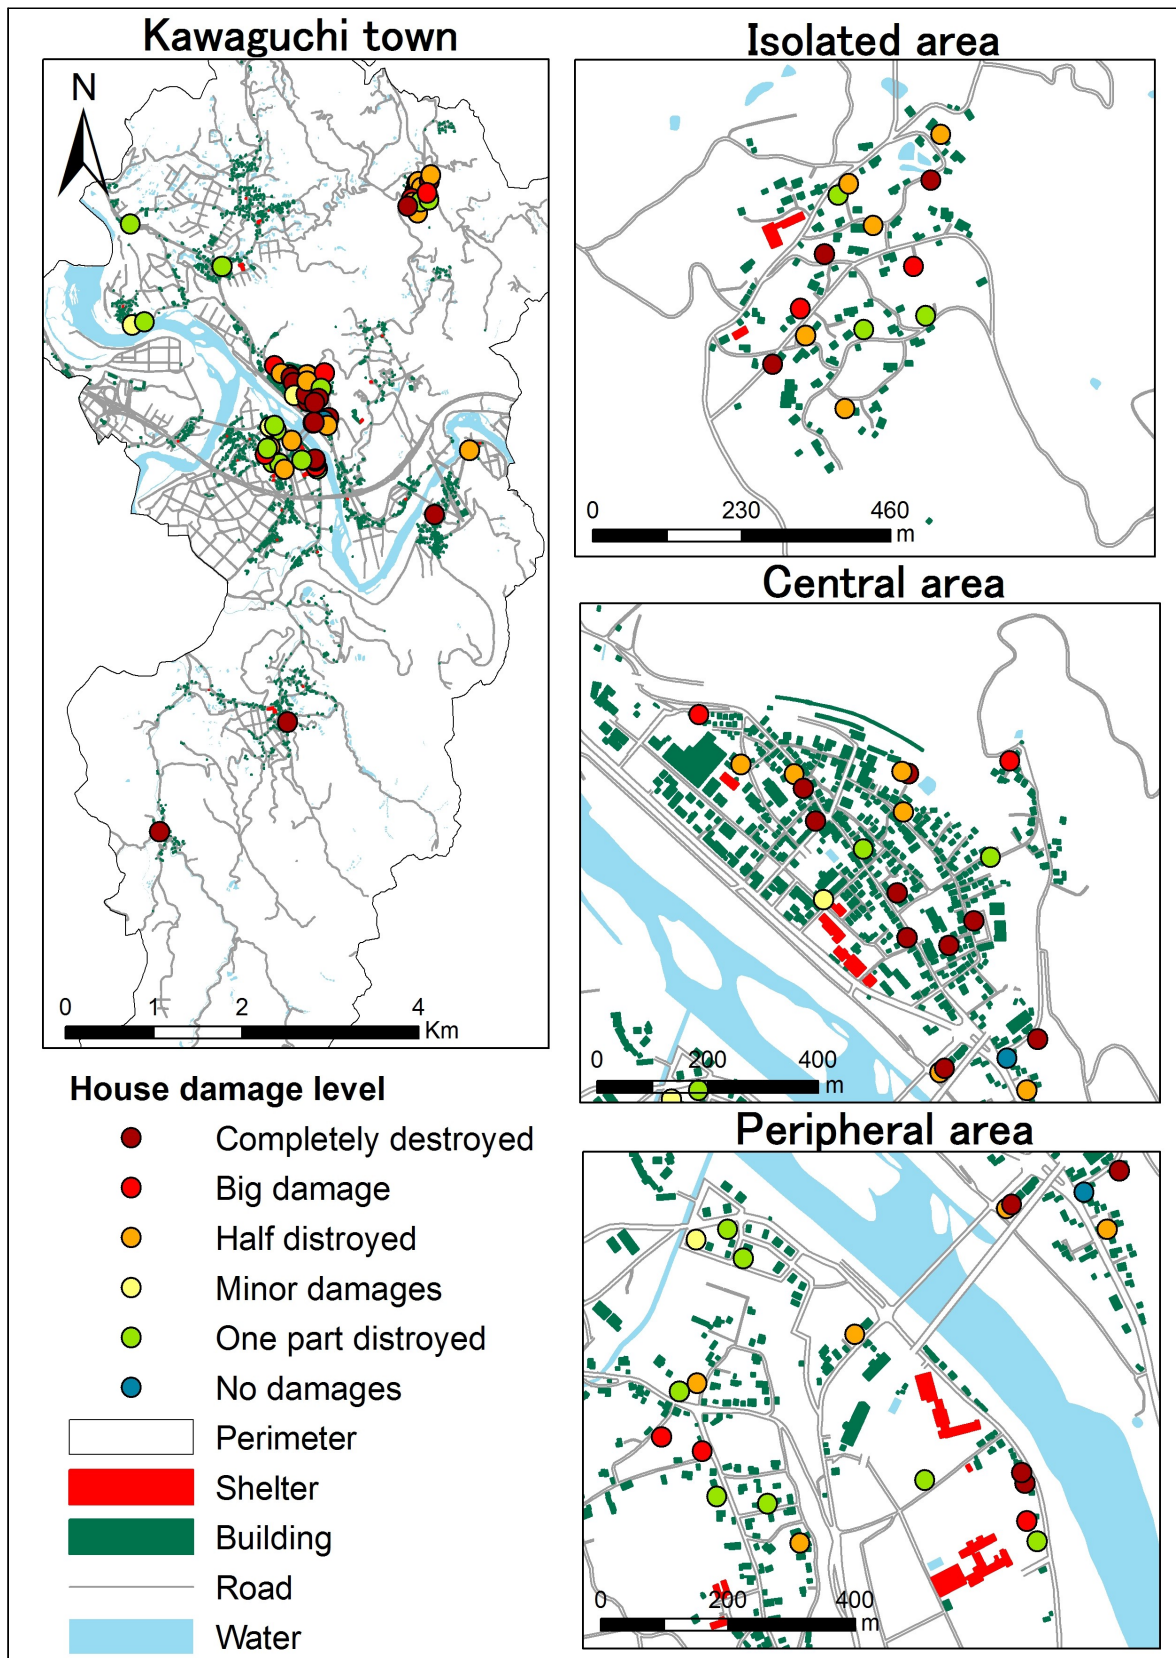 Kawaguchi town
N
0 1 2 4
Km
Isolated area
0 230 460
m
Central area
0 200 400
m
Peripheral area
0 200 400
m
House damage level
Completely destroyed
Big damage
Half distroyed
Minor damages
One part distroyed
No damages
Perimeter
Shelter
Building
Road
Water